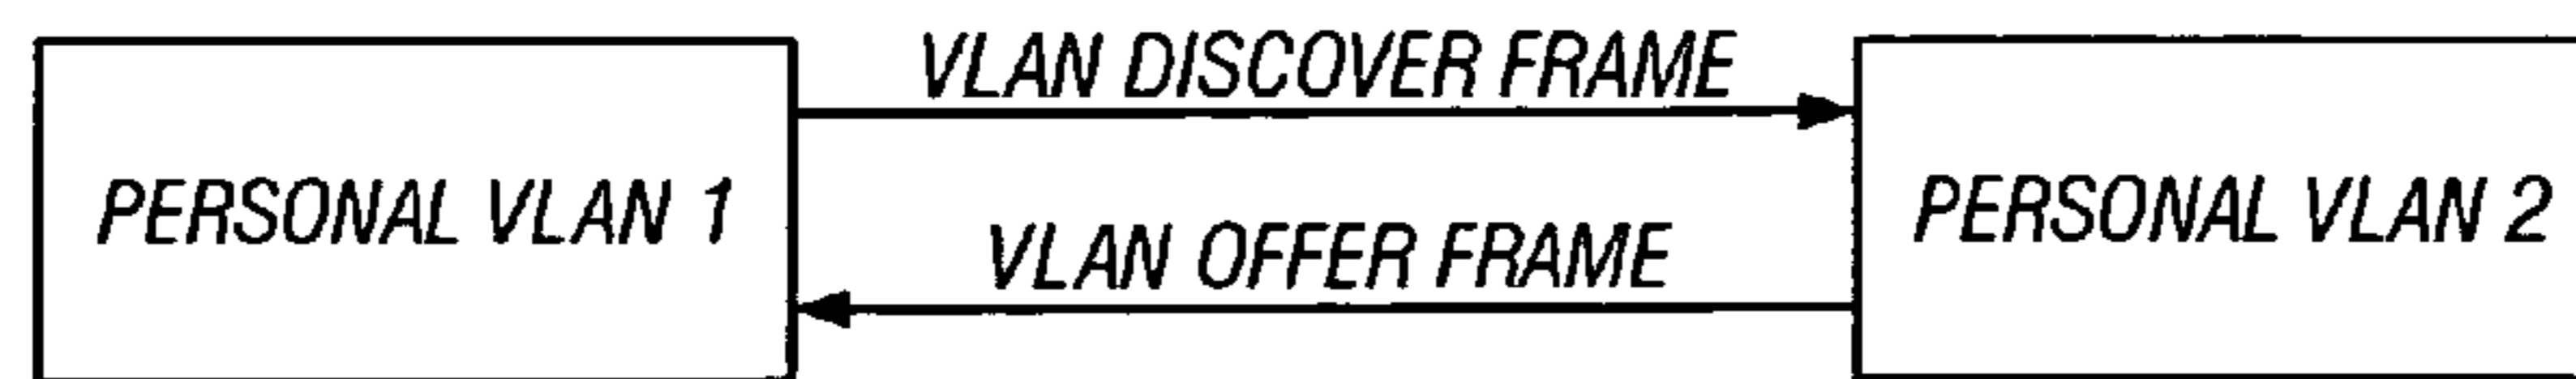 VLAN DISCOVER FRAME
PERSONAL VLAN 1
PERSONAL VLAN 2
VLAN OFFER FRAME